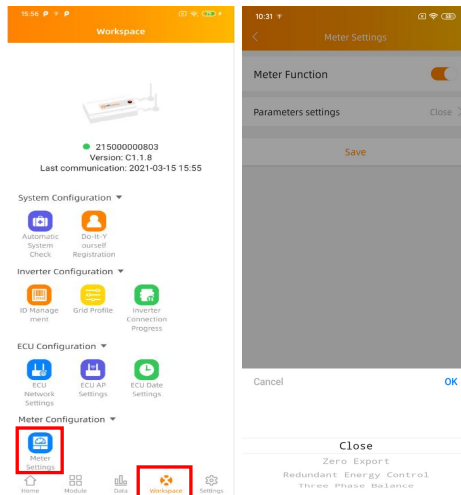 15:56
Workspace
215000000803
Version: C1.1.8
Last communication: 2021-03-15 15:55
System Configuration ▼
Automatic
System
Check
Do-It-Y
ourself
Registration
Inverter Configuration ▼
ID Manage
ment
Grid Profile
Inverter
Connection
Progress
ECU Configuration ▼
ECU
Network
Settings
ECU AP
Settings
ECU Date
Settings
Meter Configuration ▼
Meter
Settings
Home
Module
Data
Workspace
Settings
10:31
Meter Settings
Meter Function
Parameters settings
Close
Save
Cancel
OK
Close
Zero Export
Redundant Energy Control
Three Phase Balance